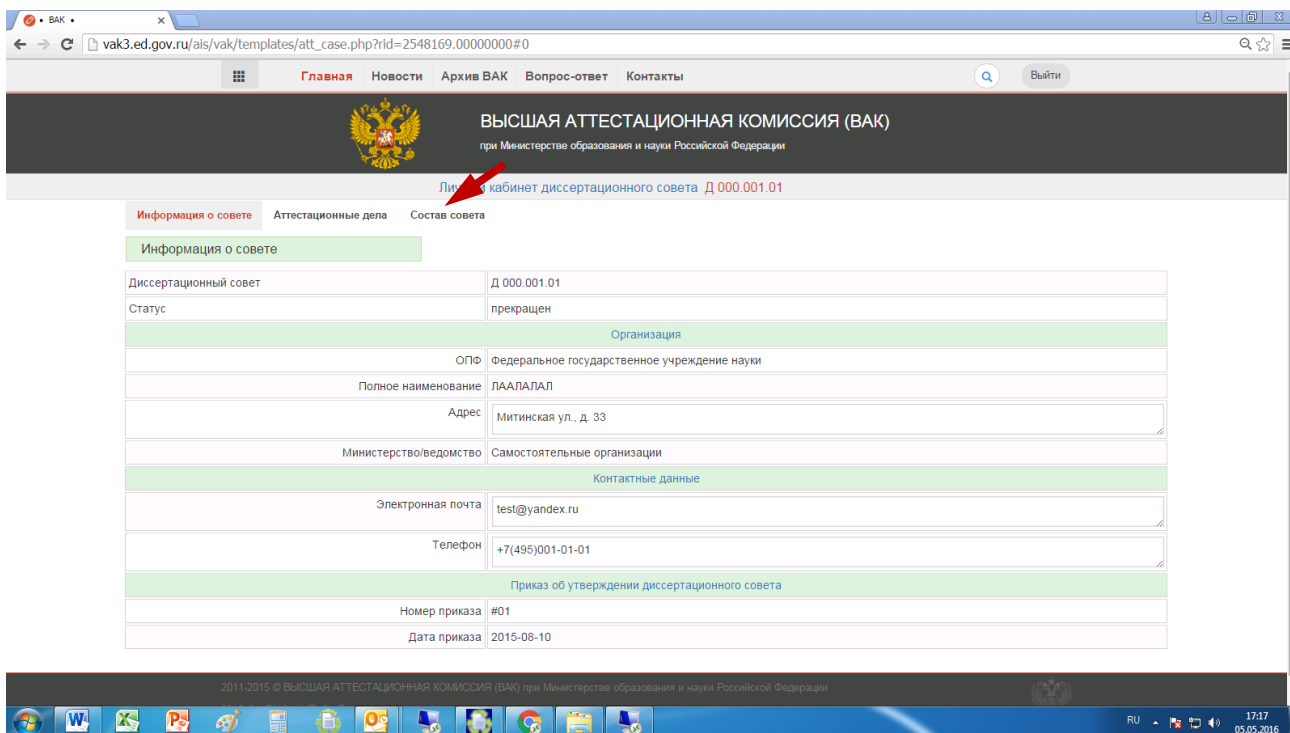 • ВАК •
vak3.ed.gov.ru/ais/vak/templates/att_case.php?rid=2548169.00000000#0
Главная Новости Архив ВАК Вопрос-ответ Контакты Выйти
ВЫСШАЯ АТТЕСТАЦИОННАЯ КОМИССИЯ (ВАК)
при Министерстве образования и науки Российской Федерации
кабинет диссертационного совета Д 000.001.01
Информация о совете Аттестационные дела Состав совета
Информация о совете
Диссертационный совет Д 000.001.01
Статус прекращен
Организация
ОПФ Федеральное государственное учреждение науки
Полное наименование ЛААЛАЛАЛ
Адрес Митинская ул., д. 33
Министерство/ведомство Самостоятельные организации
Контактные данные
Электронная почта test@yandex.ru
Телефон +7(495)001-01-01
Приказ об утверждении диссертационного совета
Номер приказа #01
Дата приказа 2015-08-10
2011-2015 © ВЫСШАЯ АТТЕСТАЦИОННАЯ КОМИССИЯ (ВАК) при Министерстве образования и науки Российской Федерации
RU 17:17
05.05.2016